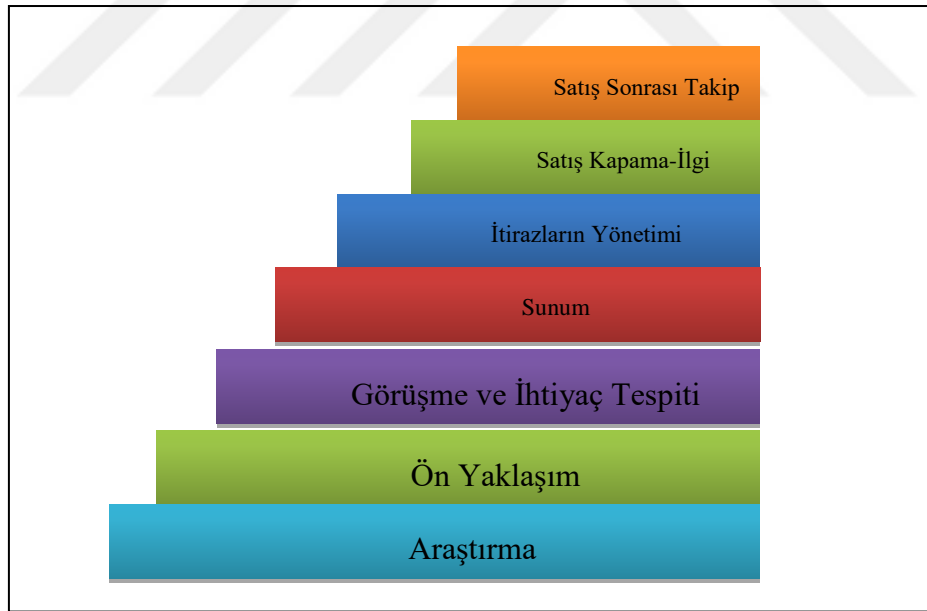 Satış Sonrası Takip
Satış Kapama-İlgi
İtirazların Yönetimi
Sunum
Görüşme ve İhtiyaç Tespiti
Ön Yaklaşım
Araştırma